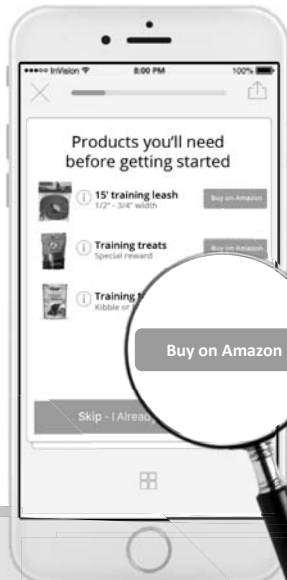 InVision 8:00 PM 100%
Products you'll need
before getting started
15' training leash
1/2" - 3/4" width
Buy on Amazon
Training treats
Special reward
Buy on Amazon
Training
Kibble or
Buy on Amazon
Skip - I Already